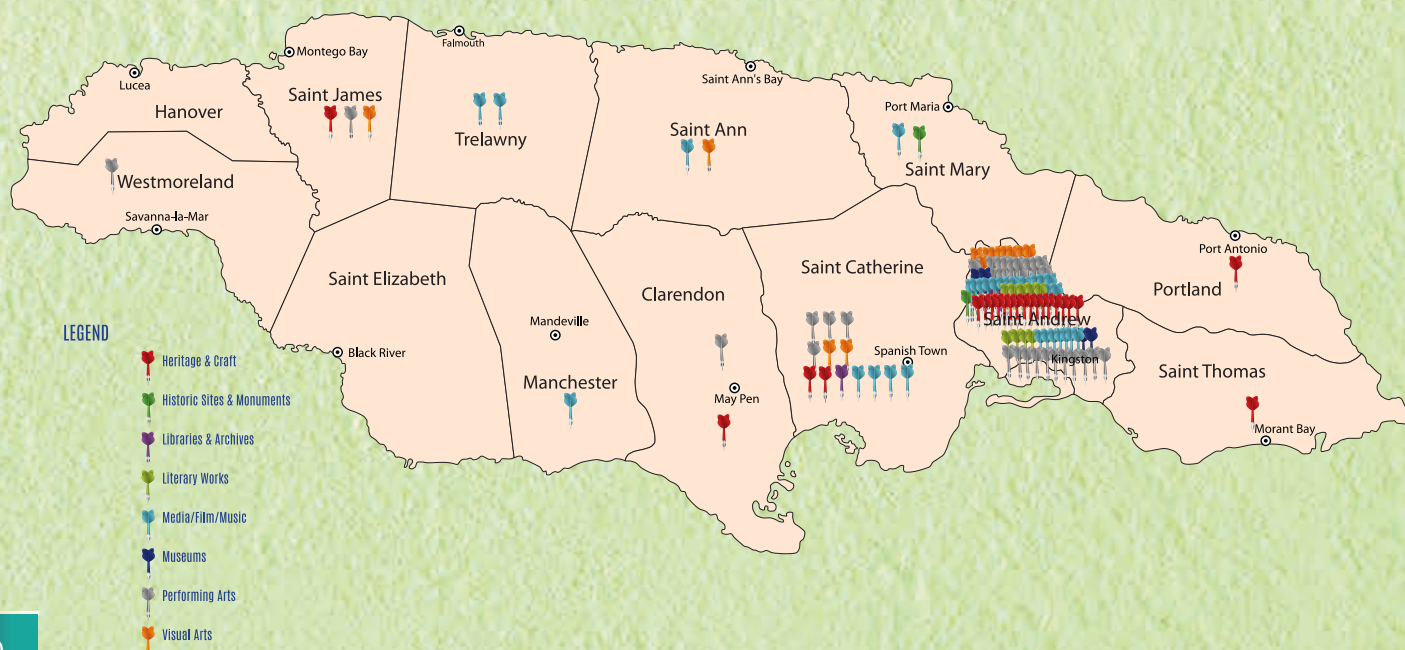 Montego Bay
Falmouth
Lucea
Saint Ann's Bay
Hanover
Saint James
Port Maria
Trelawny
Saint Ann
Saint Mary
Westmoreland
Savanna-la-Mar
Port Antonio
Saint Elizabeth
Clarendon
Saint Catherine
Portland
Saint Andrew
Mandeville
Black River
Spanish Town
Kingston
Manchester
May Pen
Saint Thomas
Morant Bay
LEGEND
Heritage & Craft
Historic Sites & Monuments
Libraries & Archives
Literary Works
Media/Film/Music
Museums
Performing Arts
Visual Arts